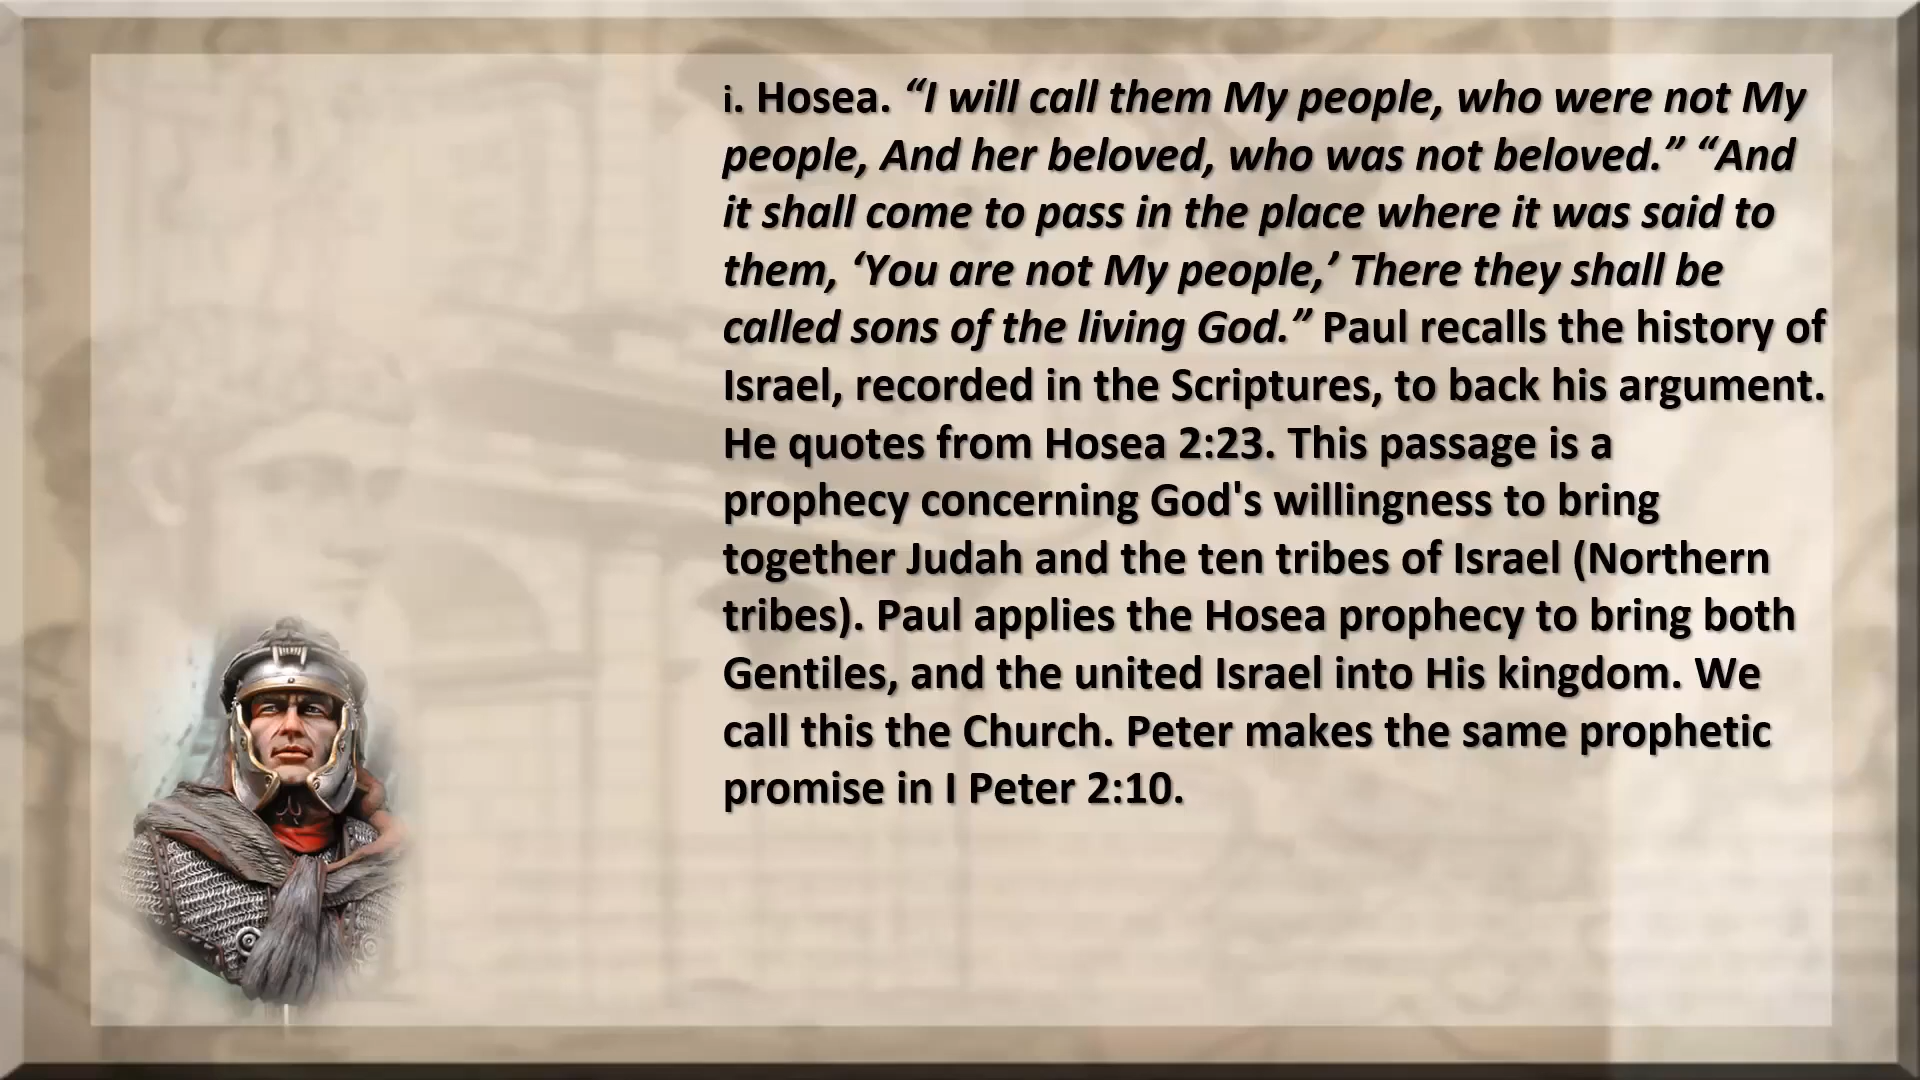 i. Hosea. “I will call them My people, who were not My
people, And her beloved, who was not beloved.” “And
it shall come to pass in the place where it was said to
them, ‘You are not My people,’ There they shall be
called sons of the living God.” Paul recalls the history of
Israel, recorded in the Scriptures, to back his argument.
He quotes from Hosea 2:23. This passage is a
prophecy concerning God's willingness to bring
together Judah and the ten tribes of Israel (Northern
tribes). Paul applies the Hosea prophecy to bring both
Gentiles, and the united Israel into His kingdom. We
call this the Church. Peter makes the same prophetic
promise in I Peter 2:10.